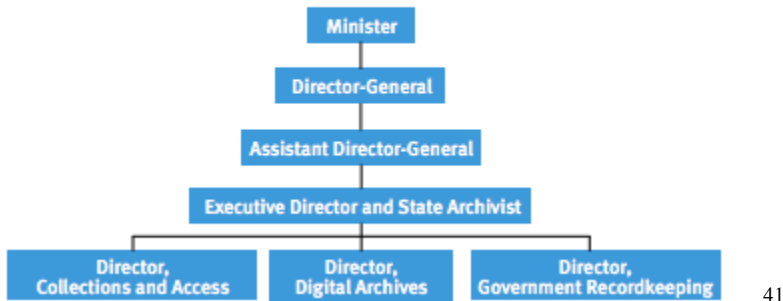 Minister
Director-General
Assistant Director-General
Executive Director and State Archivist
Director,
Collections and Access
Director,
Digital Archives
Director,
Government Recordkeeping
41